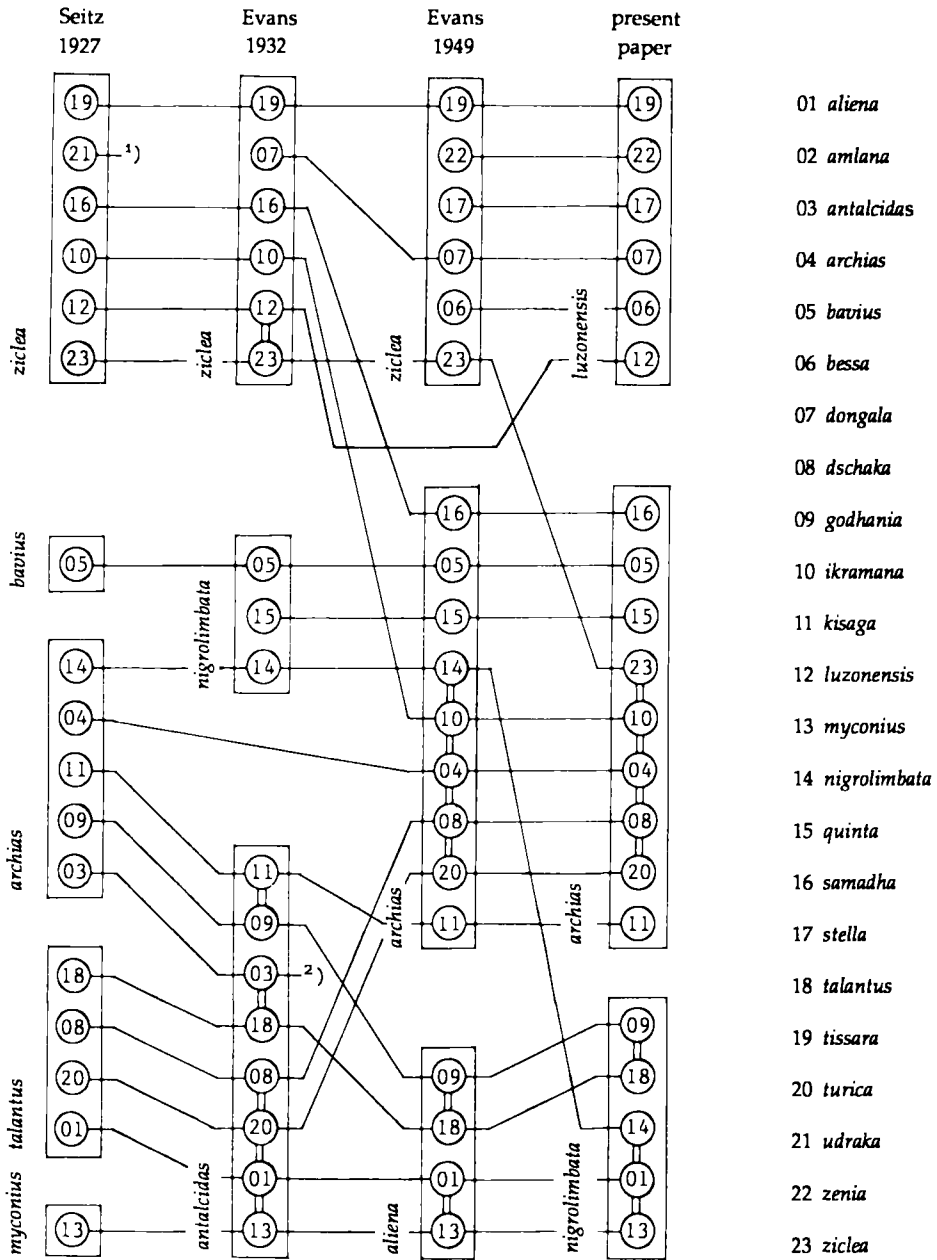 Seitz
1927
Evans
1932
Evans
1949
present
paper
19
21
1)
16
10
12
23
ziclea
05
bavius
14
04
11
09
03
archias
18
08
20
01
talantus
13
myconius
19
07
16
10
12
23
ziclea
05
15
14
nigrolimbata
11
09
03
2)
18
08
20
01
13
antalcidas
19
22
17
07
06
23
ziclea
16
05
15
14
10
04
08
20
11
archias
09
18
01
13
aliena
19
22
17
07
06
12
luzonensis
16
05
15
23
10
04
08
20
11
archias
09
18
14
01
13
nigrolimbata
01 aliena
02 amlana
03 antalcidas
04 archias
05 bavius
06 bessa
07 dongala
08 dschaka
09 godhania
10 ikramana
11 kisaga
12 luzonensis
13 myconius
14 nigrolimbata
15 quinta
16 samadha
17 stella
18 talantus
19 tissara
20 turica
21 udraka
22 zenia
23 ziclea